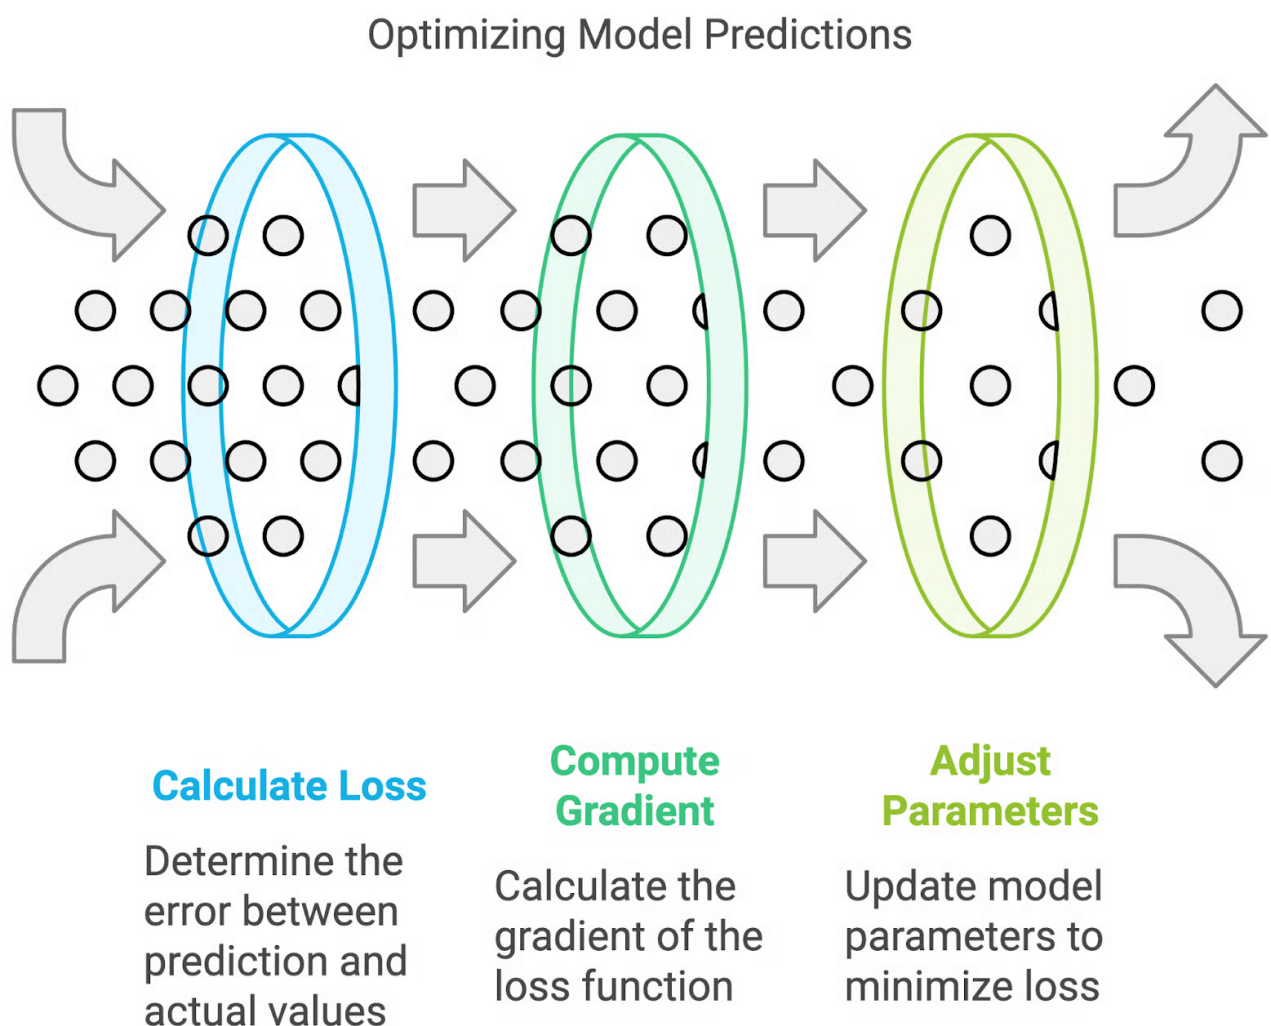 Optimizing Model Predictions
Calculate Loss
Determine the
error between
prediction and
actual values
Compute
Gradient
Calculate the
gradient of the
loss function
Adjust
Parameters
Update model
parameters to
minimize loss